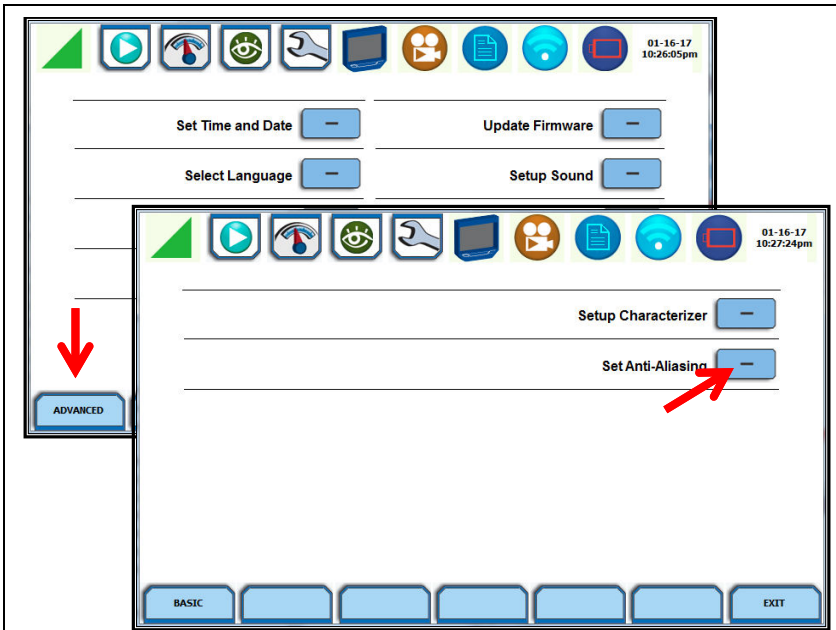 01-16-17
10:26:05pm
Set Time and Date
Update Firmware
Select Language
Setup Sound
ADVANCED
01-16-17
10:27:24pm
Setup Characterizer
Set Anti-Aliasing
BASIC
EXIT